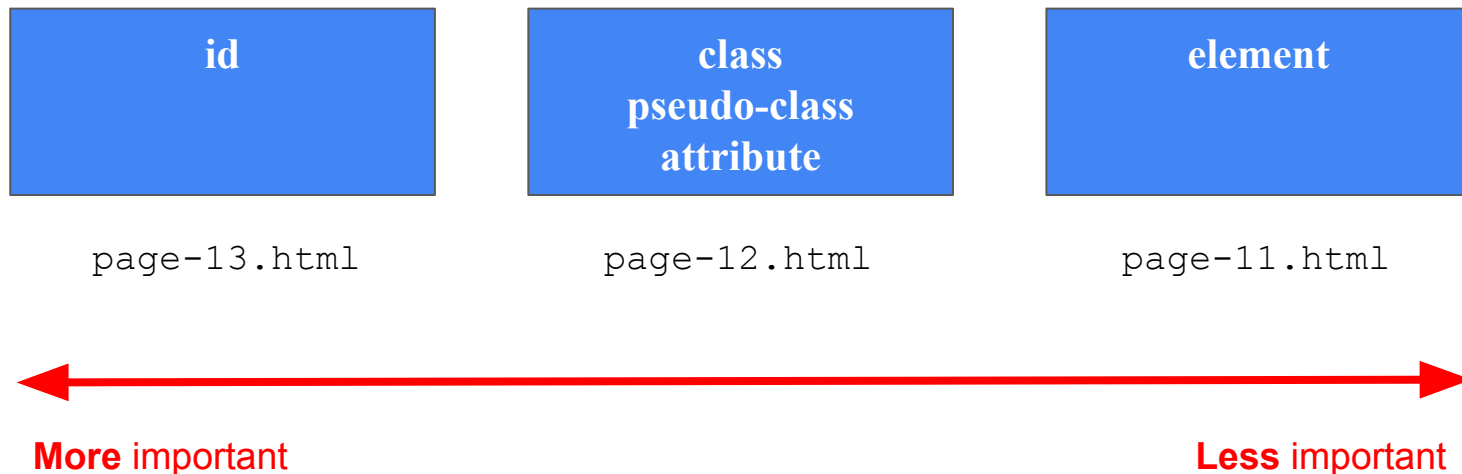 id
class
pseudo-class
attribute
element
page-13.html
page-12.html
page-11.html
More important
Less important